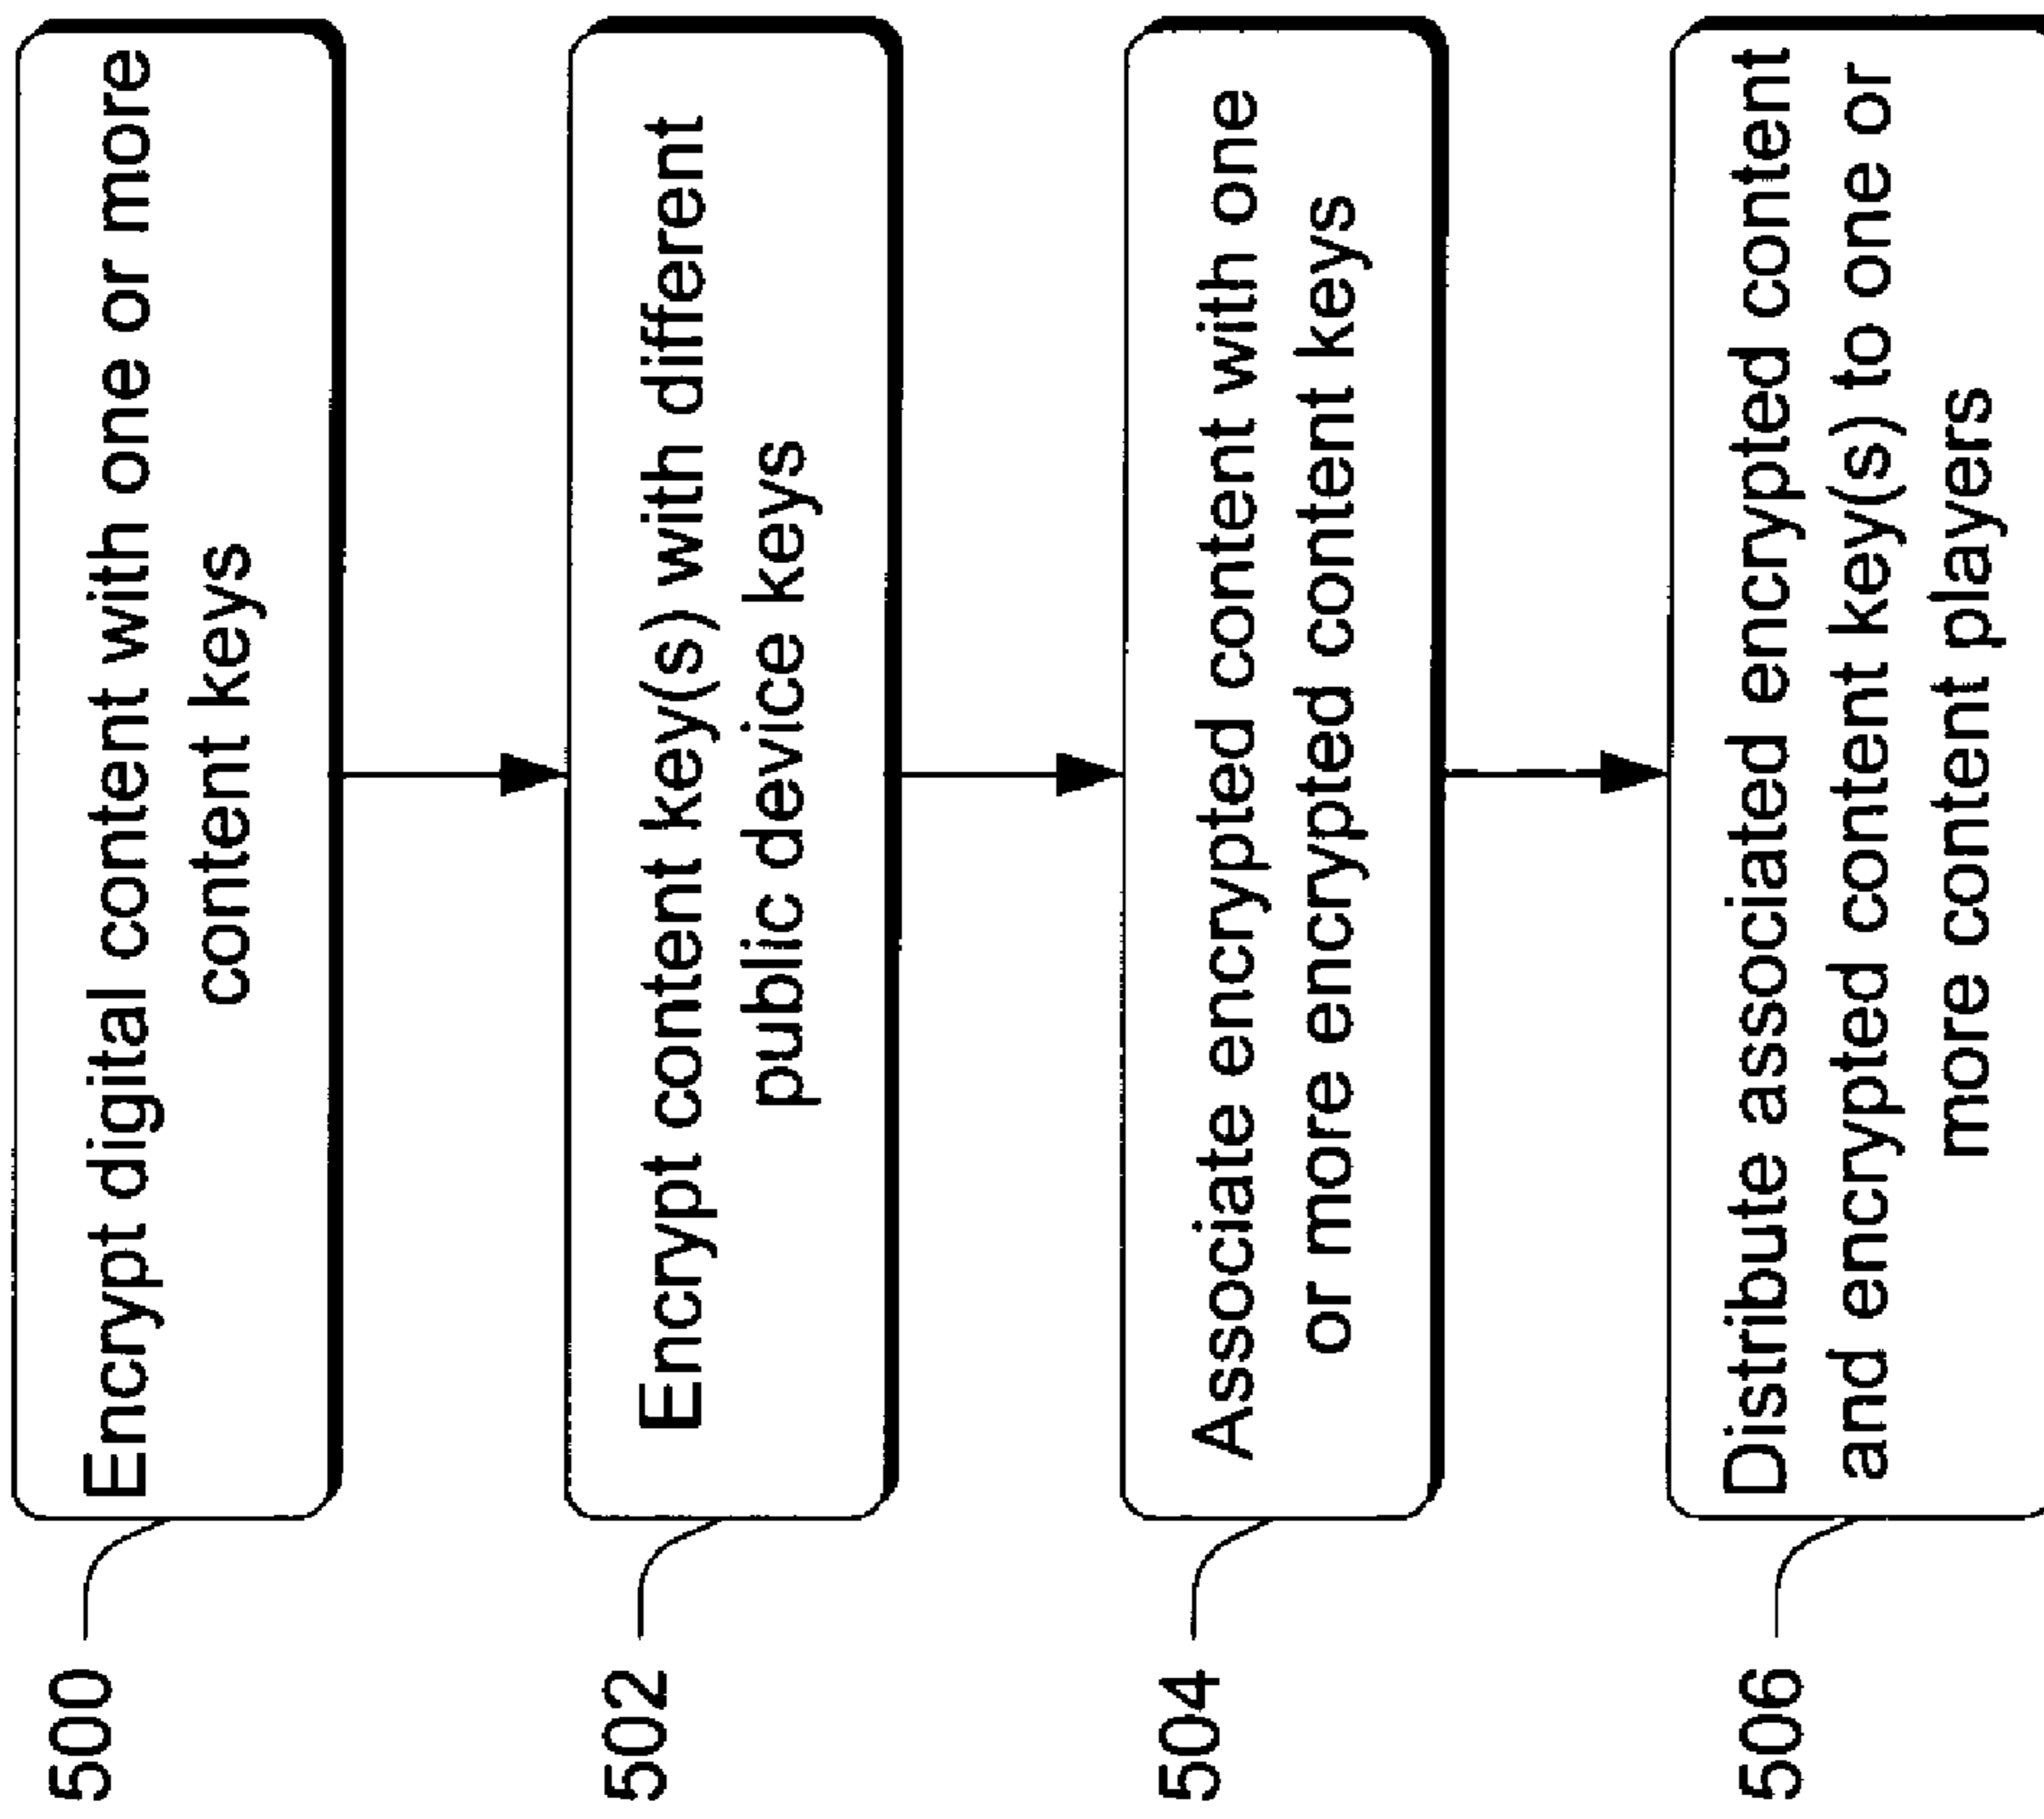 500
Encrypt digital content with one or more
content keys
502
Encrypt content key(s) with different
public device keys
504
Associate encrypted content with one
or more encrypted content keys
506
Distribute associated encrypted content
and encrypted content key(s) to one or
more content players